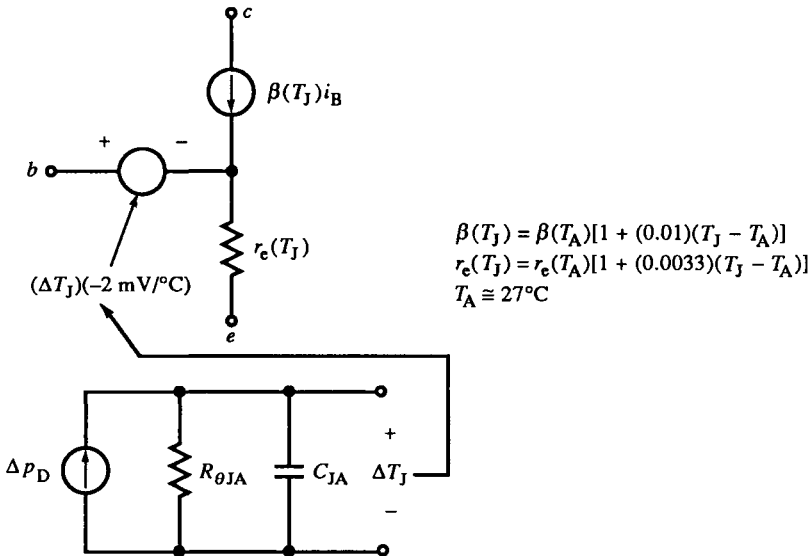 c
β(T_J)i_B
+ −
b
r_e(T_J)
β(T_J) = β(T_A)[1 + (0.01)(T_J − T_A)]
r_e(T_J) = r_e(T_A)[1 + (0.0033)(T_J − T_A)]
T_A ≅ 27°C
(ΔT_J)(−2 mV/°C)
e
+
Δp_D
R_θJA
C_JA
ΔT_J
−